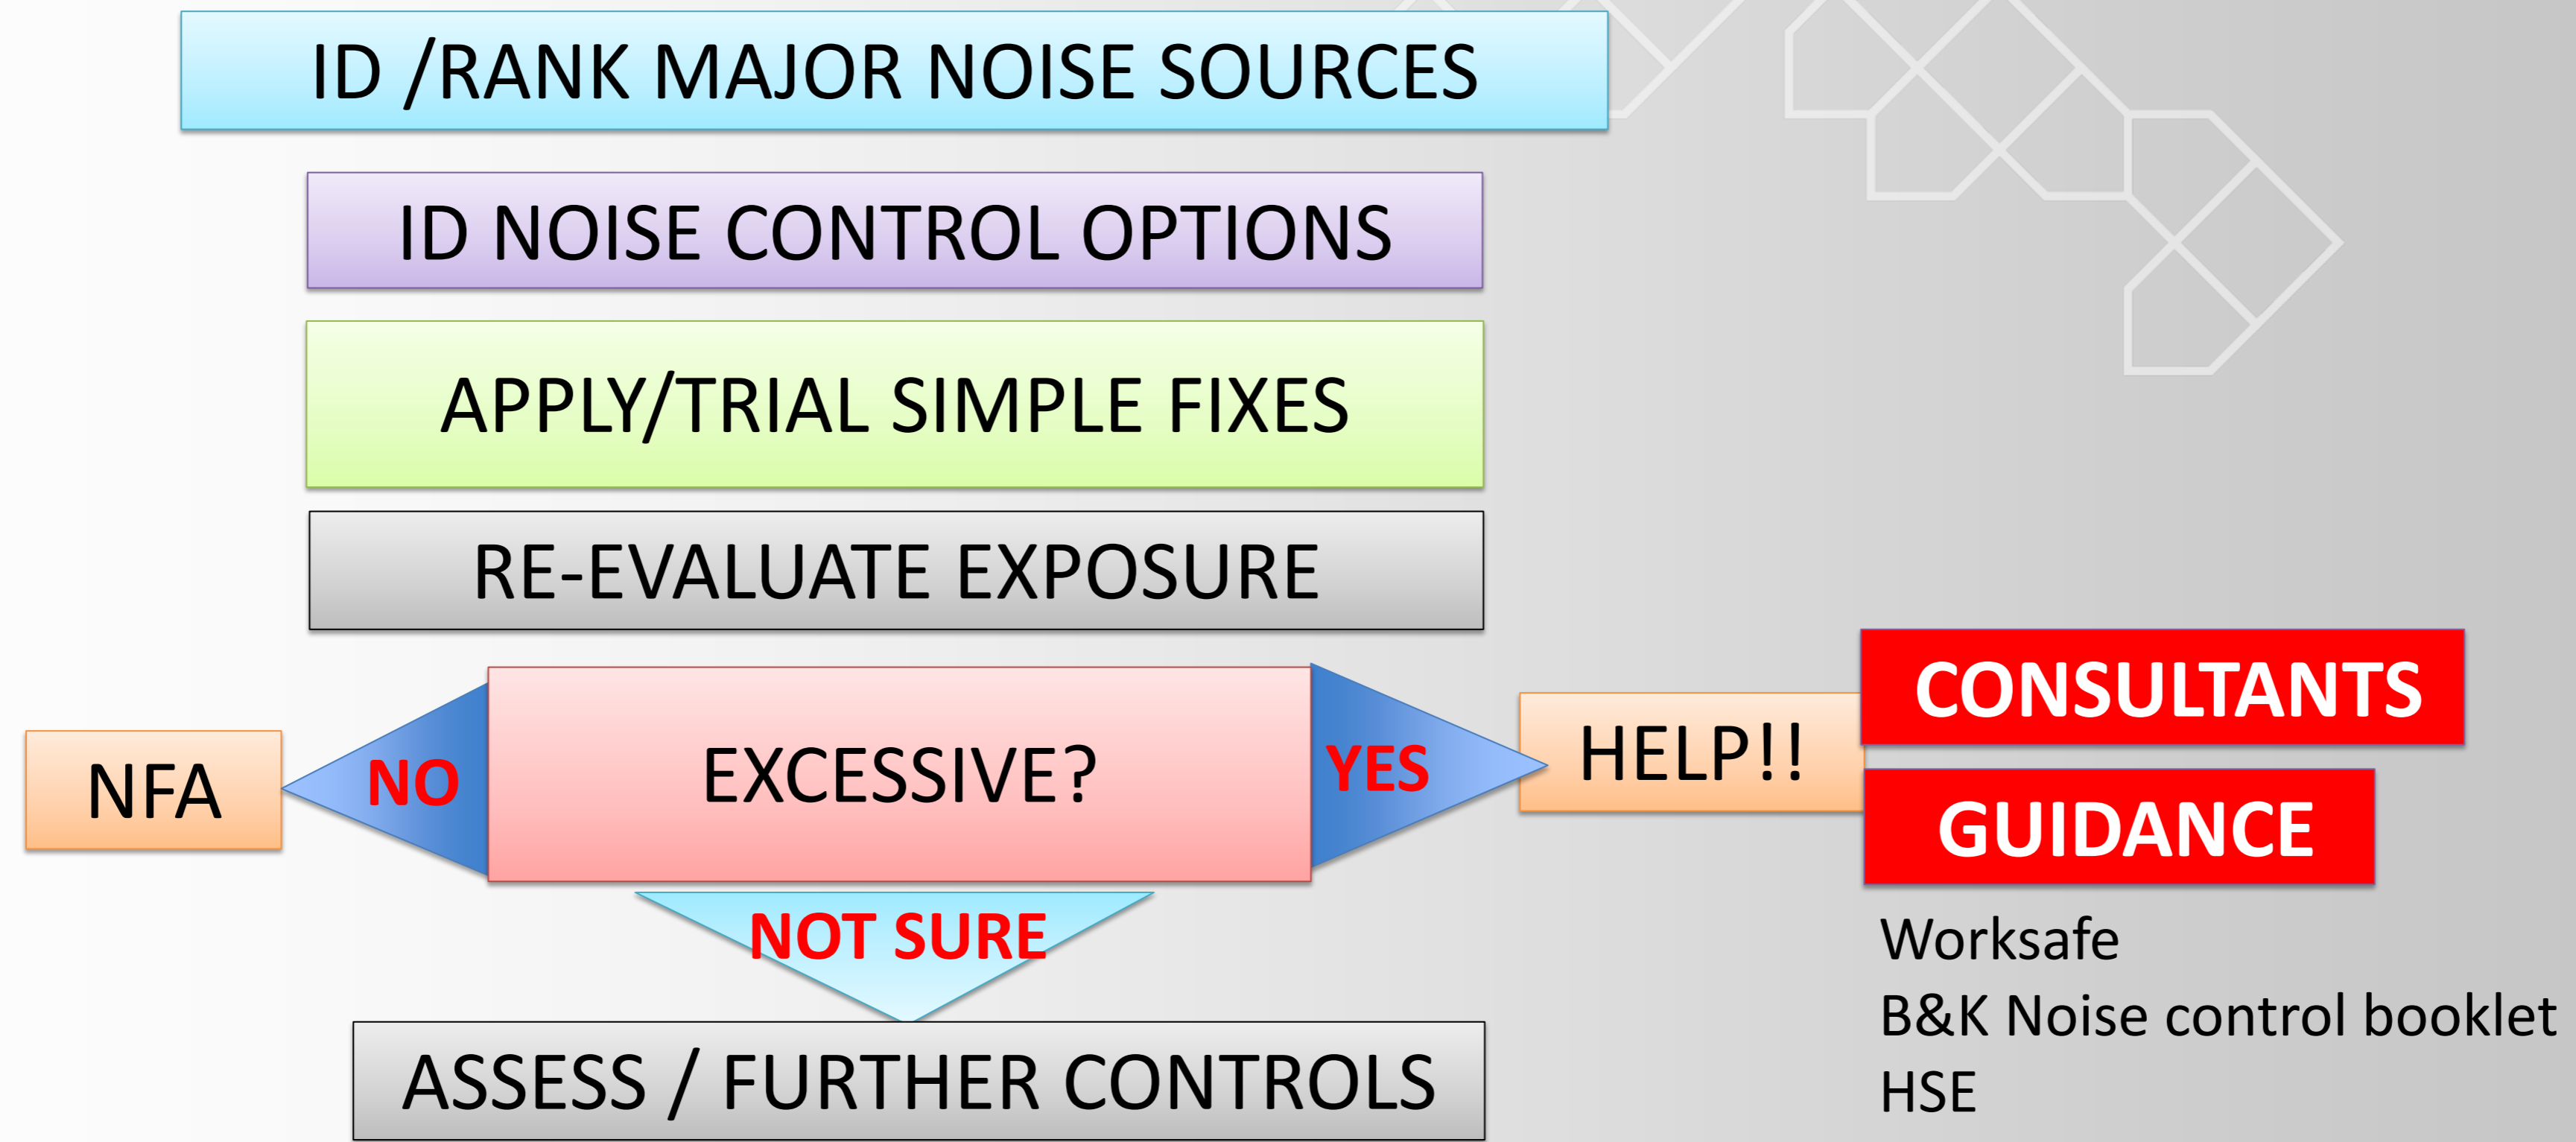 ID /RANK MAJOR NOISE SOURCES
ID NOISE CONTROL OPTIONS
APPLY/TRIAL SIMPLE FIXES
RE-EVALUATE EXPOSURE
NFA
NO
EXCESSIVE?
YES
HELP!!
CONSULTANTS
GUIDANCE
Worksafe
B&K Noise control booklet
HSE
NOT SURE
ASSESS / FURTHER CONTROLS